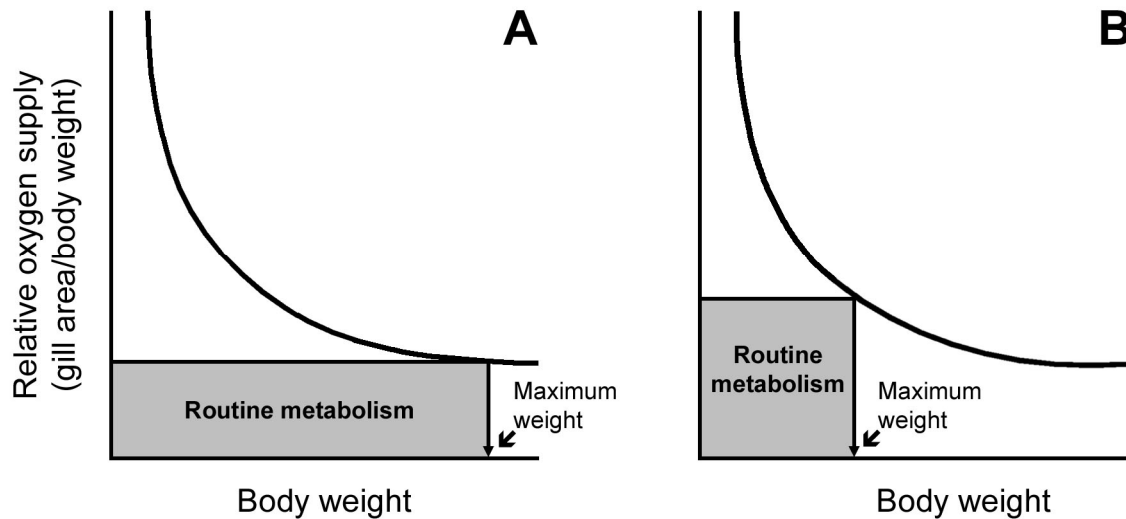 A
Relative oxygen supply
(gill area/body weight)
Routine metabolism
Maximum
weight
Body weight
B
Routine
metabolism
Maximum
weight
Body weight